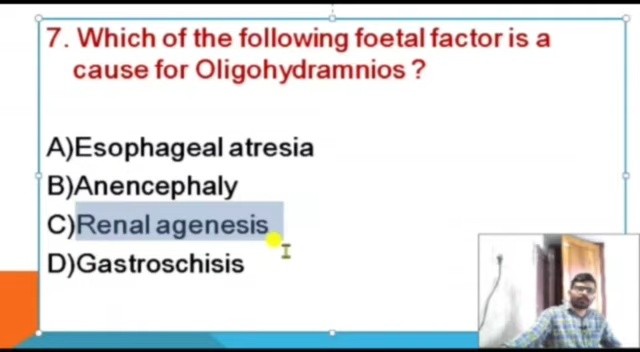 7. Which of the following foetal factor is a
cause for Oligohydramnios ?
A)Esophageal atresia
B)Anencephaly
C)Renal agenesis
D)Gastroschisis